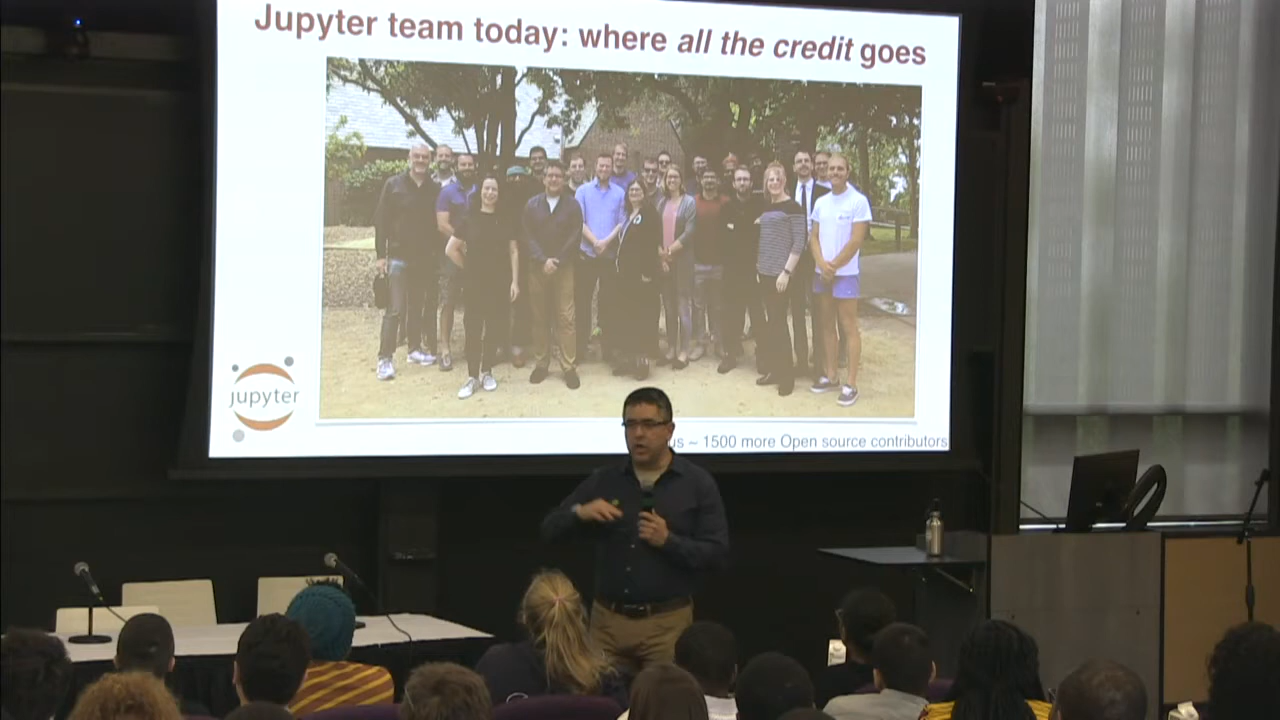 Jupyter team today: where all the credit goes
jupyter
us ~ 1500 more Open source contributors